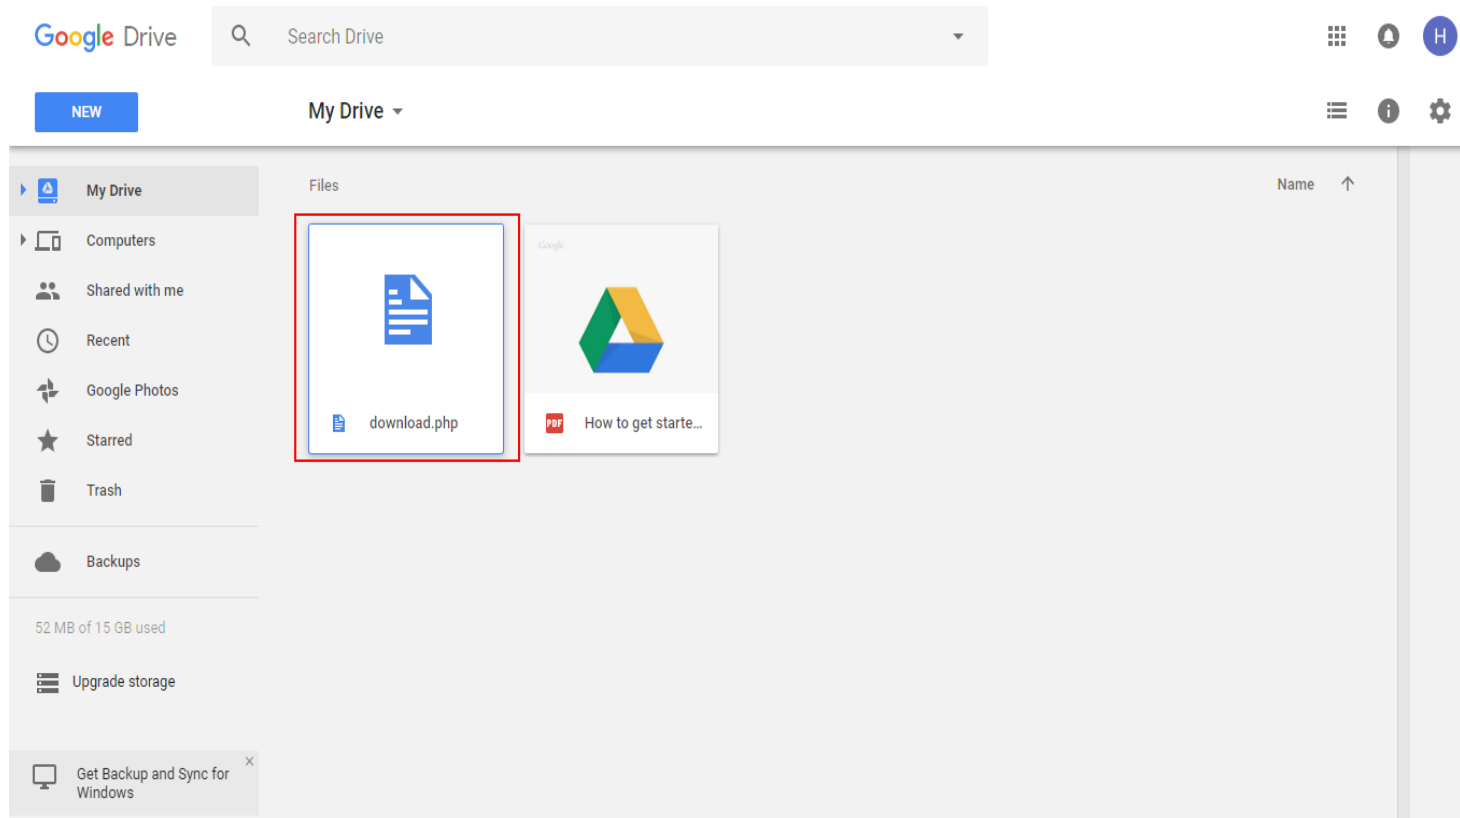 Google Drive
Search Drive
H
NEW
My Drive
My Drive
Computers
Shared with me
Recent
Google Photos
Starred
Trash
Backups
52 MB of 15 GB used
Upgrade storage
Get Backup and Sync for
Windows
Files
Name
Google
download.php
PDF
How to get starte...